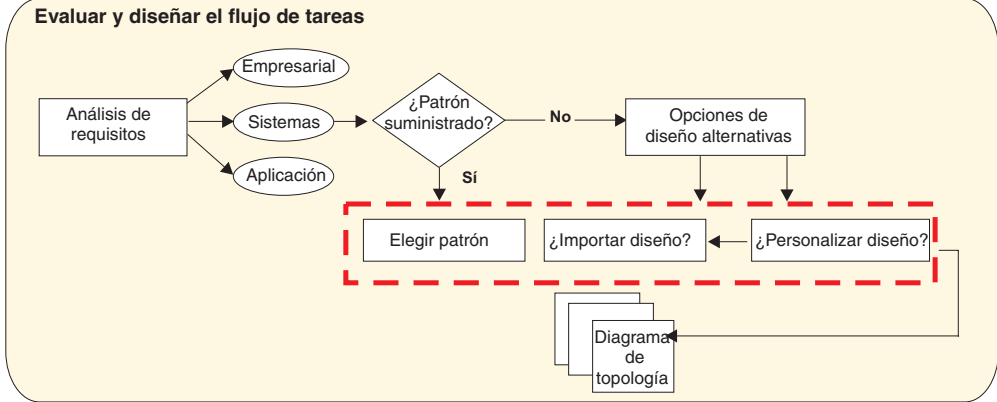 Evaluar y diseñar el flujo de tareas
Empresarial
Análisis de
requisitos
Sistemas
Aplicación
¿Patrón
suministrado?
No
Sí
Opciones de
diseño alternativas
Elegir patrón
¿Importar diseño?
¿Personalizar diseño?
Diagrama
de
topología